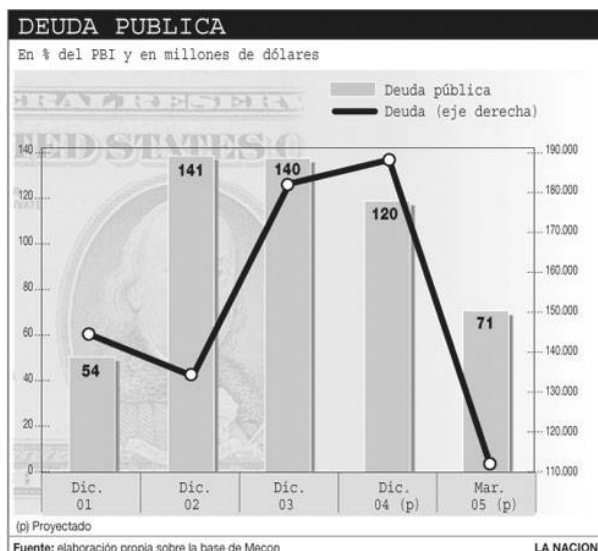 DEUDA PUBLICA
En % del PBI y en millones de dólares
Deuda pública
Deuda (eje derecha)
140
120
100
80
60
40
20
0
190.000
180.000
170.000
160.000
150.000
140.000
130.000
120.000
110.000
54
141
140
120
71
Dic. 01
Dic. 02
Dic. 03
Dic. 04 (p)
Mar. 05 (p)
(p) Proyectado
Fuente: elaboración propia sobre la base de Mecon
LA NACION